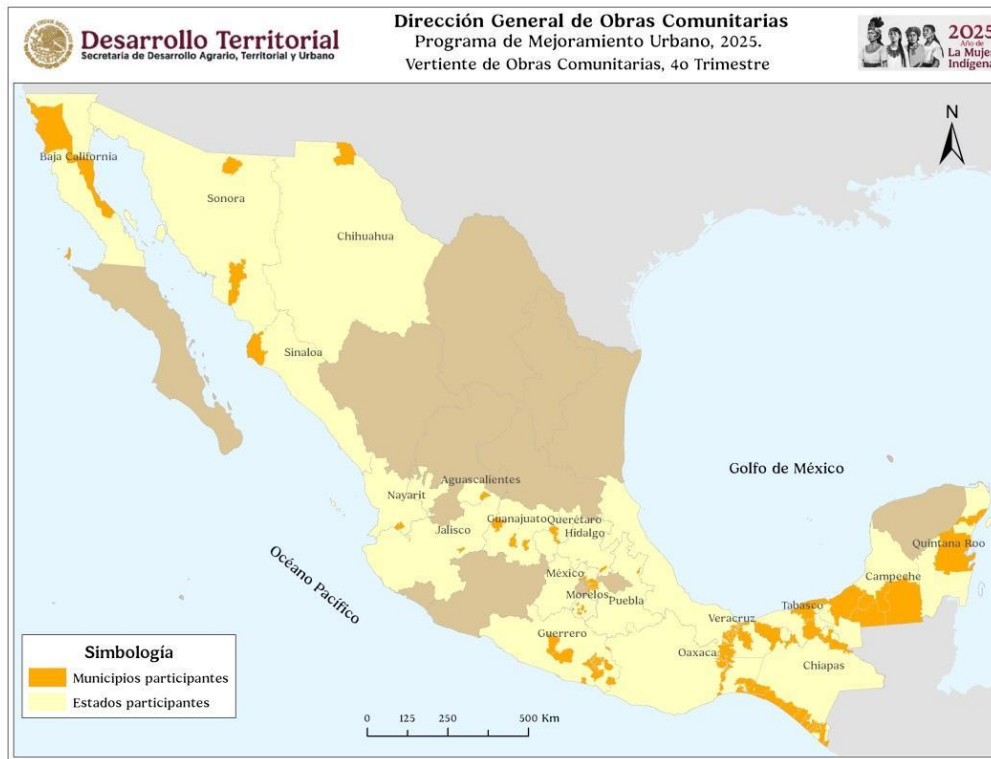 Desarrollo Territorial
Secretaría de Desarrollo Agrario, Territorial y Urbano
Dirección General de Obras Comunitarias
Programa de Mejoramiento Urbano, 2025.
Vertiente de Obras Comunitarias, 4o Trimestre
2025
Año de
La Mujer
Indígena
N
Baja California
Sonora
Chihuahua
Sinaloa
Golfo de México
Aguascalientes
Nayarit
Guanajuato
Querétaro
Jalisco
Hidalgo
Quintana Roo
Océano Pacífico
México
Campeche
Morelos
Puebla
Tabasco
Veracruz
Guerrero
Oaxaca
Chiapas
Simbología
Municipios participantes
Estados participantes
0 125 250 500 Km